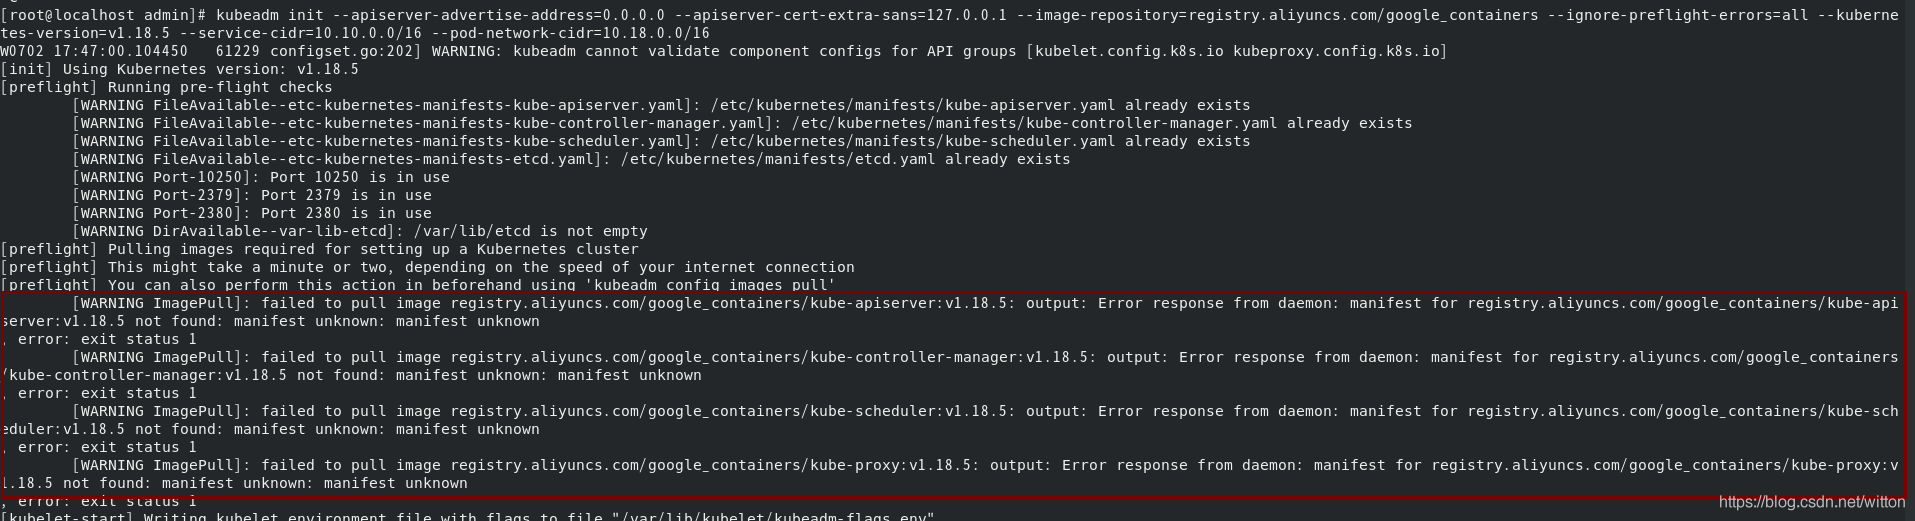 [root@localhost admin]# kubeadm init --apiserver-advertise-address=0.0.0.0 --apiserver-cert-extra-sans=127.0.0.1 --image-repository=registry.aliyuncs.com/google_containers --ignore-preflight-errors=all --kuberne
tes-version=v1.18.5 --service-cidr=10.10.0.0/16 --pod-network-cidr=10.18.0.0/16
W0702 17:47:00.104450   61229 configset.go:202] WARNING: kubeadm cannot validate component configs for API groups [kubelet.config.k8s.io kubeproxy.config.k8s.io]
[init] Using Kubernetes version: v1.18.5
[preflight] Running pre-flight checks
        [WARNING FileAvailable--etc-kubernetes-manifests-kube-apiserver.yaml]: /etc/kubernetes/manifests/kube-apiserver.yaml already exists
        [WARNING FileAvailable--etc-kubernetes-manifests-kube-controller-manager.yaml]: /etc/kubernetes/manifests/kube-controller-manager.yaml already exists
        [WARNING FileAvailable--etc-kubernetes-manifests-kube-scheduler.yaml]: /etc/kubernetes/manifests/kube-scheduler.yaml already exists
        [WARNING FileAvailable--etc-kubernetes-manifests-etcd.yaml]: /etc/kubernetes/manifests/etcd.yaml already exists
        [WARNING Port-10250]: Port 10250 is in use
        [WARNING Port-2379]: Port 2379 is in use
        [WARNING Port-2380]: Port 2380 is in use
        [WARNING DirAvailable--var-lib-etcd]: /var/lib/etcd is not empty
[preflight] Pulling images required for setting up a Kubernetes cluster
[preflight] This might take a minute or two, depending on the speed of your internet connection
[preflight] You can also perform this action in beforehand using 'kubeadm config images pull'
        [WARNING ImagePull]: failed to pull image registry.aliyuncs.com/google_containers/kube-apiserver:v1.18.5: output: Error response from daemon: manifest for registry.aliyuncs.com/google_containers/kube-api
server:v1.18.5 not found: manifest unknown: manifest unknown
, error: exit status 1
        [WARNING ImagePull]: failed to pull image registry.aliyuncs.com/google_containers/kube-controller-manager:v1.18.5: output: Error response from daemon: manifest for registry.aliyuncs.com/google_containers
/kube-controller-manager:v1.18.5 not found: manifest unknown: manifest unknown
, error: exit status 1
        [WARNING ImagePull]: failed to pull image registry.aliyuncs.com/google_containers/kube-scheduler:v1.18.5: output: Error response from daemon: manifest for registry.aliyuncs.com/google_containers/kube-sch
eduler:v1.18.5 not found: manifest unknown: manifest unknown
, error: exit status 1
        [WARNING ImagePull]: failed to pull image registry.aliyuncs.com/google_containers/kube-proxy:v1.18.5: output: Error response from daemon: manifest for registry.aliyuncs.com/google_containers/kube-proxy:v
1.18.5 not found: manifest unknown: manifest unknown
, error: exit status 1
https://blog.csdn.net/witton
[kubelet-start] Writing kubelet environment file with flags to file "/var/lib/kubelet/kubeadm-flags.env"